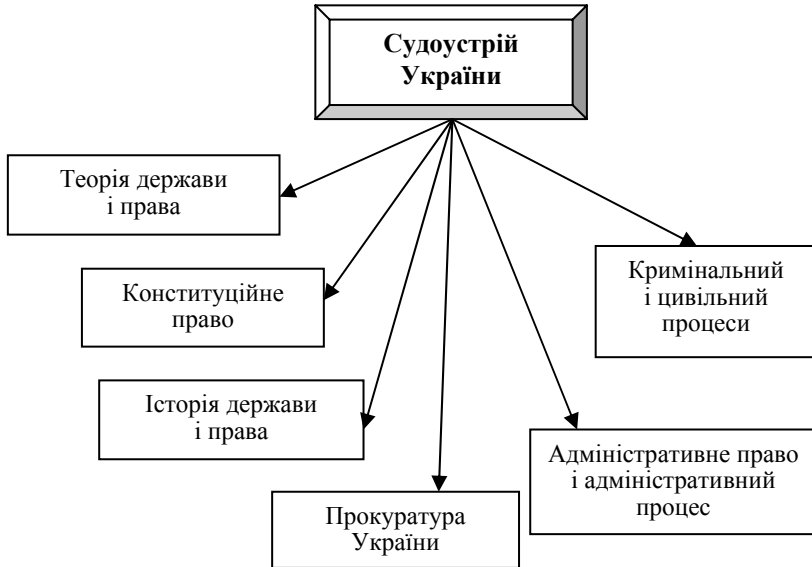 Судоустрій
України
Теорія держави
і права
Конституційне
право
Історія держави
і права
Прокуратура
України
Адміністративне право
і адміністративний
процес
Кримінальний
і цивільний
процеси